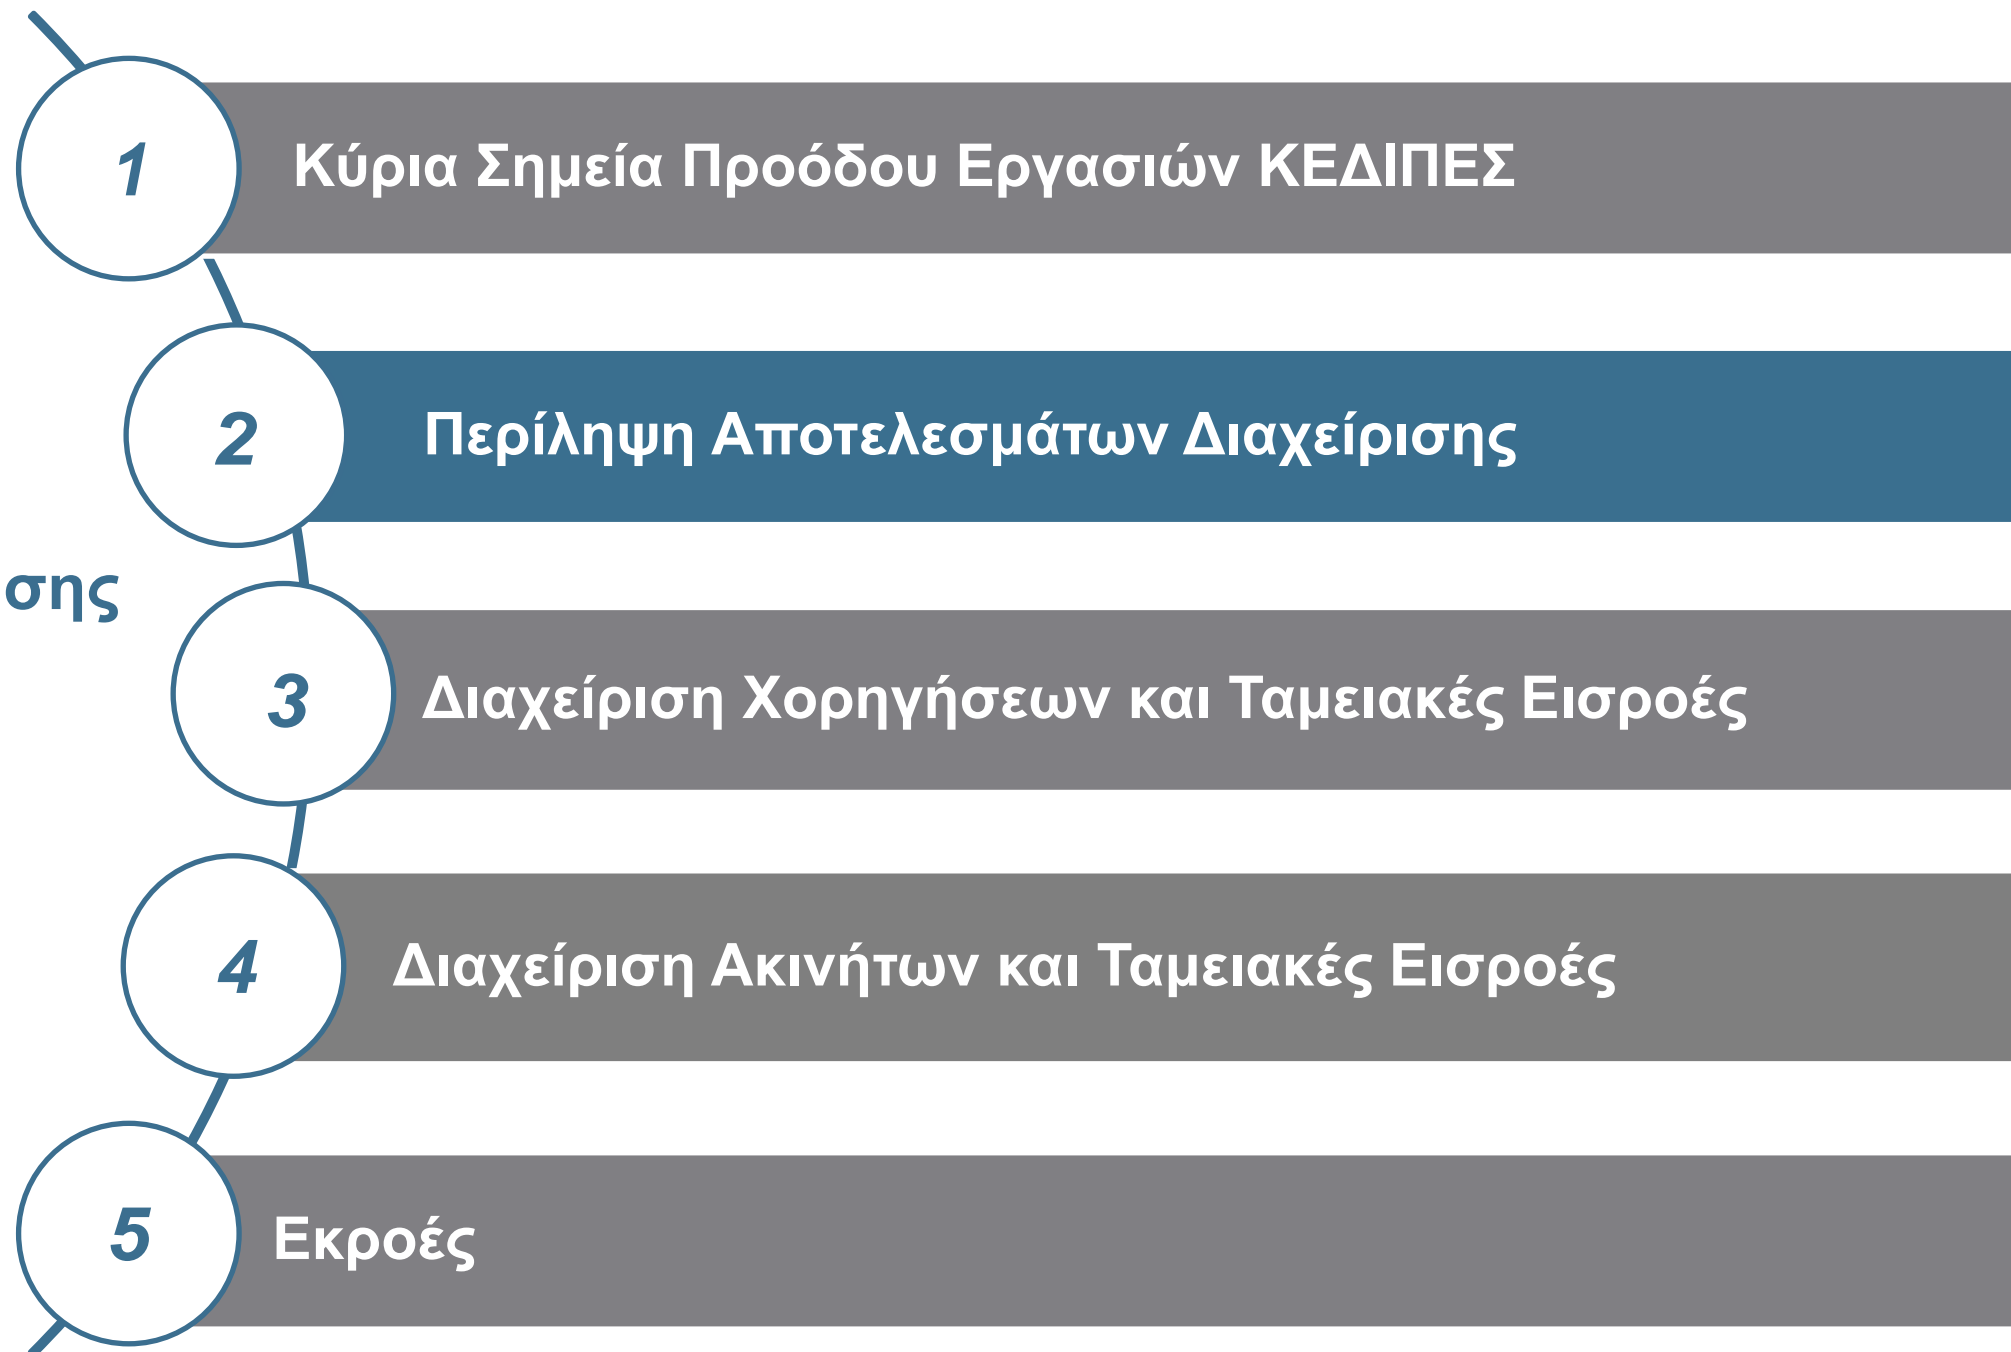 1
Κύρια Σημεία Προόδου Εργασιών ΚΕΔΙΠΕΣ
2
Περίληψη Αποτελεσμάτων Διαχείρισης
σης
3
Διαχείριση Χορηγήσεων και Ταμειακές Εισροές
4
Διαχείριση Ακινήτων και Ταμειακές Εισροές
5
Εκροές